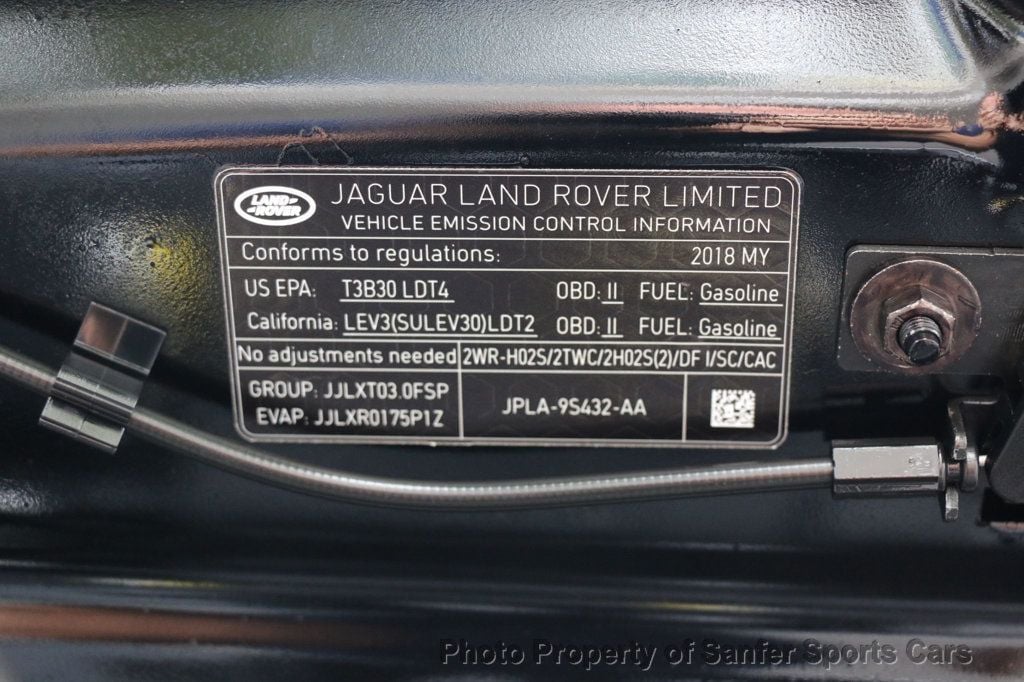 LAND
ROVER
JAGUAR LAND ROVER LIMITED
VEHICLE EMISSION CONTROL INFORMATION
Conforms to regulations: 2018 MY
US EPA: T3B30 LDT4 OBD: II FUEL: Gasoline
California: LEV3(SULEV30)LDT2 OBD: II FUEL: Gasoline
No adjustments needed 2WR-HO2S/2TWC/2HO2S(2)/DF I/SC/CAC
GROUP: JJLXT03.0FSP
EVAP: JJLXR0175P1Z
JPLA-9S432-AA
Photo Property of Sanfer Sports Cars